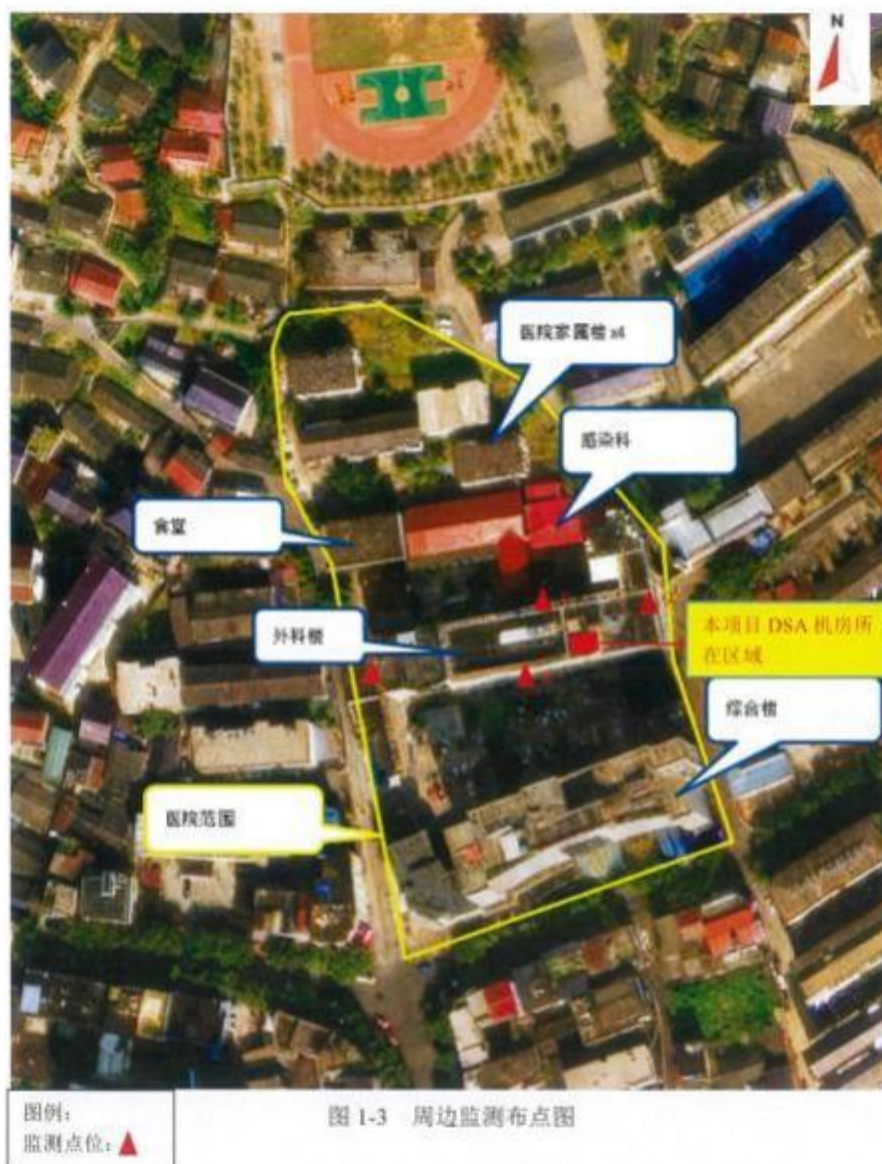 N
医院家属楼 x4
感染科
食堂
外科楼
本项目 DSA 机房所
在区域
综合楼
医院范围
图例：
监测点位：
图 1-3 周边监测布点图